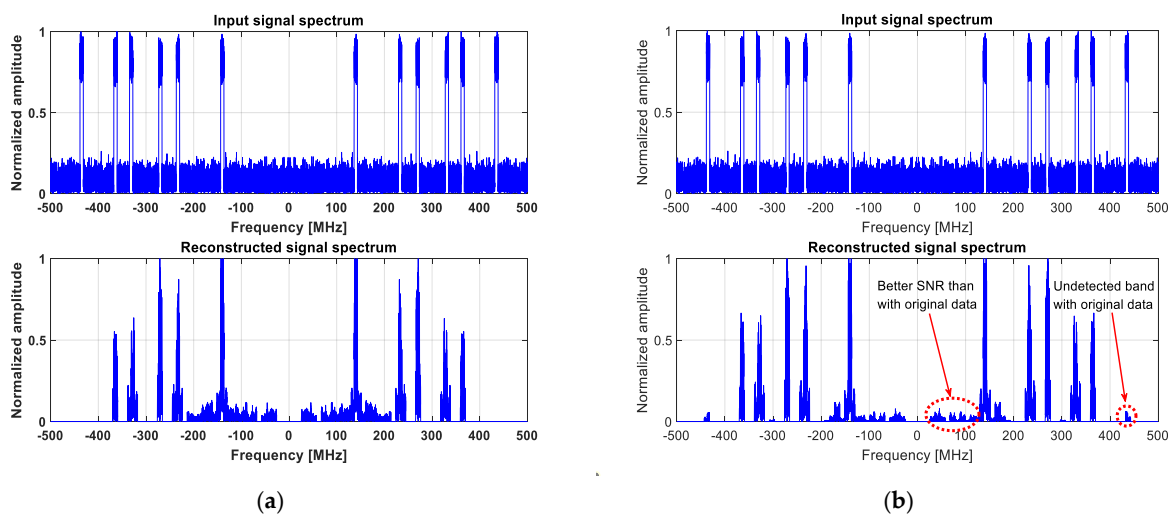 Input signal spectrum
Normalized amplitude
1
0.5
0
-500 -400 -300 -200 -100 0 100 200 300 400 500
Frequency [MHz]
Reconstructed signal spectrum
Normalized amplitude
1
0.5
0
-500 -400 -300 -200 -100 0 100 200 300 400 500
Frequency [MHz]
(a)
Input signal spectrum
Normalized amplitude
1
0.5
0
-500 -400 -300 -200 -100 0 100 200 300 400 500
Frequency [MHz]
Reconstructed signal spectrum
Normalized amplitude
1
0.5
0
Better SNR than
with original data
Undetected band
with original data
-500 -400 -300 -200 -100 0 100 200 300 400 500
Frequency [MHz]
(b)